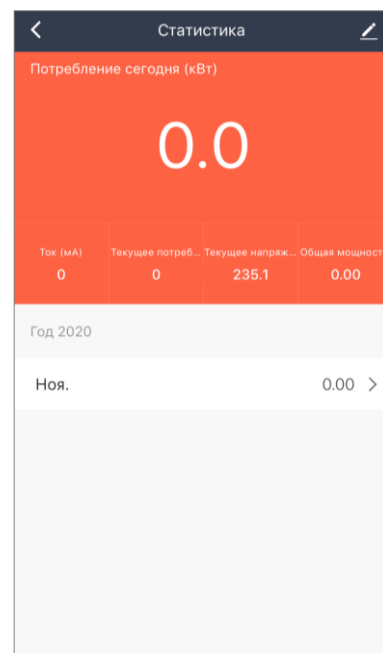 Статистика
Потребление сегодня (кВт)
0.0
Ток (мА) Текущее потреб... Текущее напряж... Общая мощност
0 0 235.1 0.00
Год 2020
Ноя. 0.00